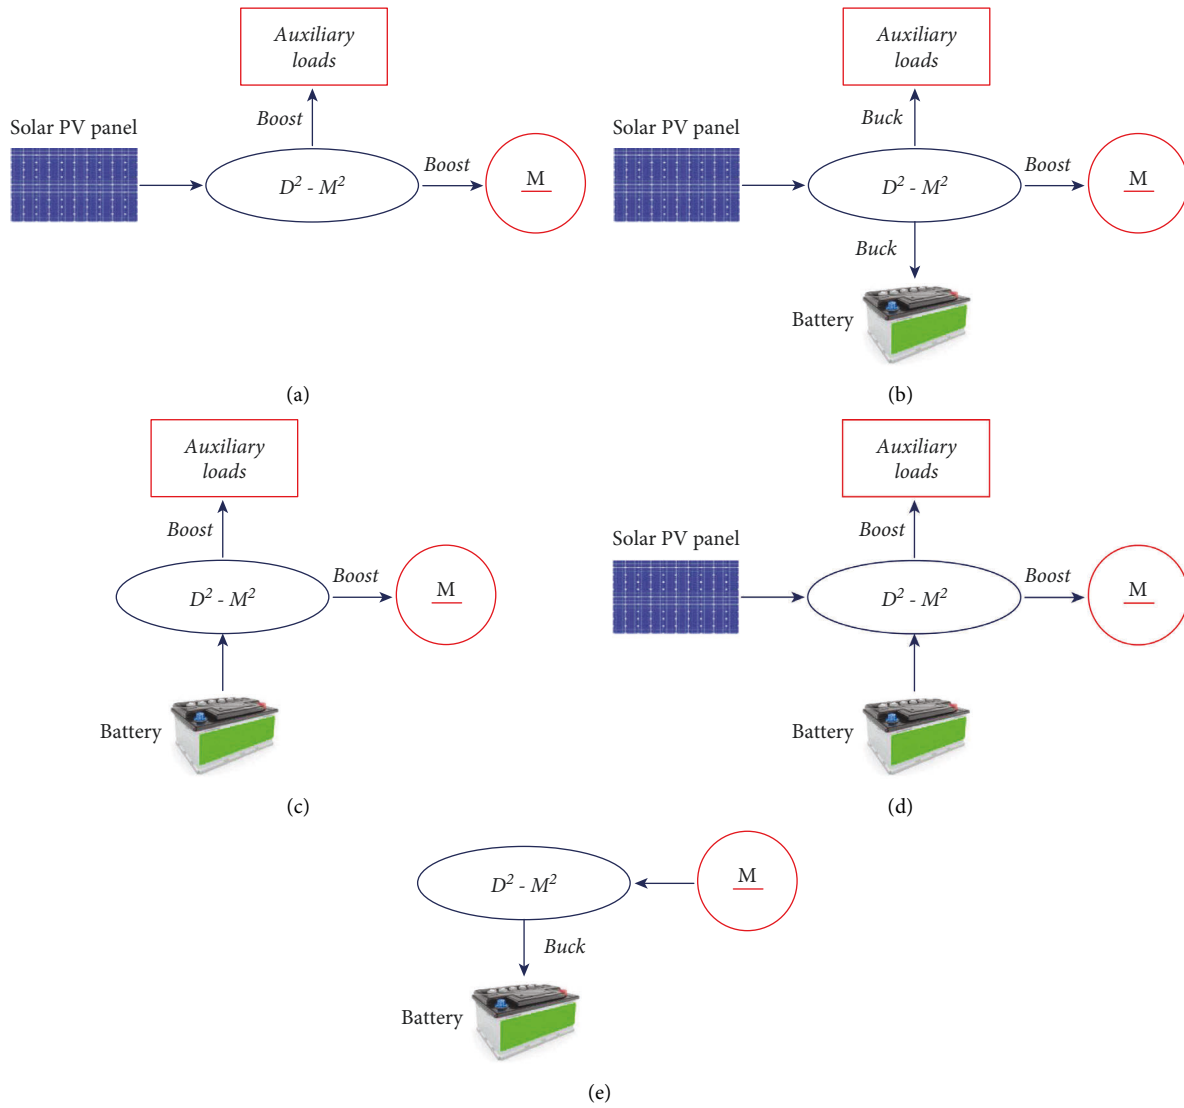 Auxiliary
loads
Boost
Solar PV panel
Boost
D² - M²
M
(a)
Auxiliary
loads
Buck
Solar PV panel
Boost
D² - M²
M
Buck
Battery
(b)
Auxiliary
loads
Boost
Boost
D² - M²
M
Battery
(c)
Auxiliary
loads
Boost
Solar PV panel
Boost
D² - M²
M
Battery
(d)
D² - M²
M
Buck
Battery
(e)